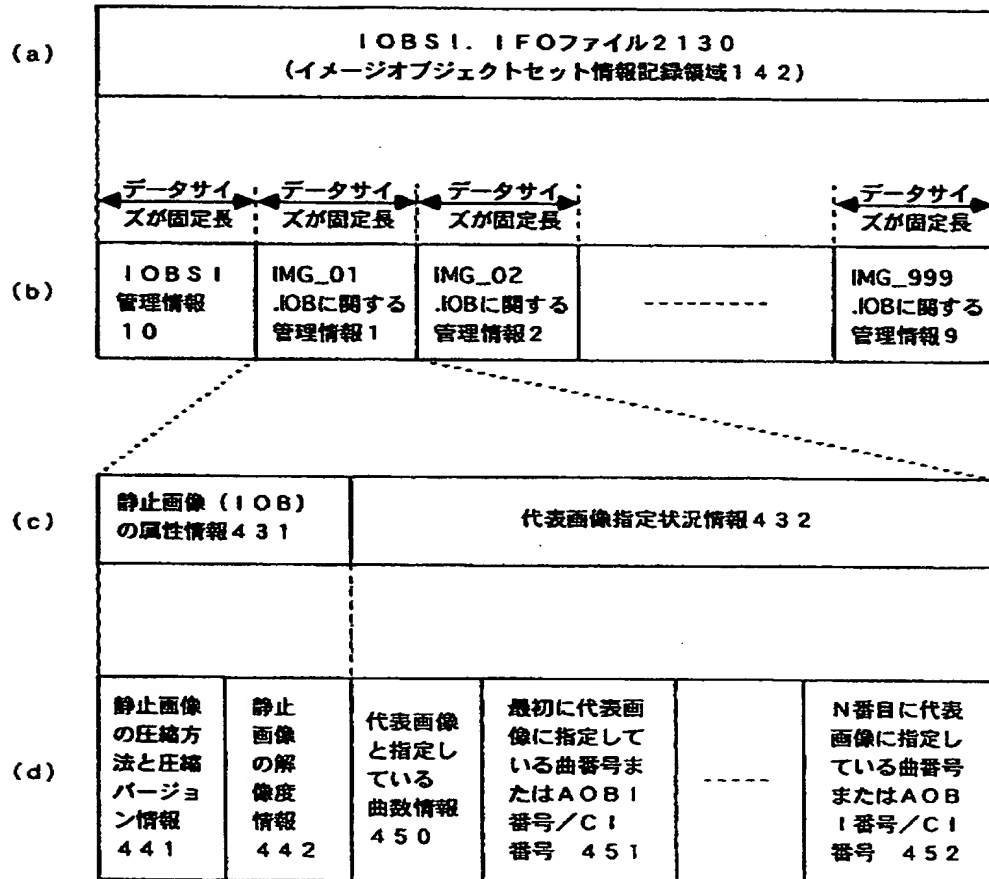 (a)
IOBSI. IFOファイル2130
(イメージオブジェクトセット情報記録領域142)
データサイ
ズが固定長
データサイ
ズが固定長
データサイ
ズが固定長
データサイ
ズが固定長
(b)
IOBSI
管理情報
10
IMG_01
.IOBに関する
管理情報1
IMG_02
.IOBに関する
管理情報2
IMG_999
.IOBに関する
管理情報9
(c)
静止画像(IOB)
の属性情報431
代表画像指定状況情報432
(d)
静止画像
の圧縮方
法と圧縮
バージョ
ン情報
441
静止
画像
の解
像度
情報
442
代表画像
と指定し
ている
曲数情報
450
最初に代表画
像に指定して
いる曲番号ま
たはAOBI
番号/CI
番号 451
N番目に代表
画像に指定し
ている曲番号
またはAOB
I番号/CI
番号 452